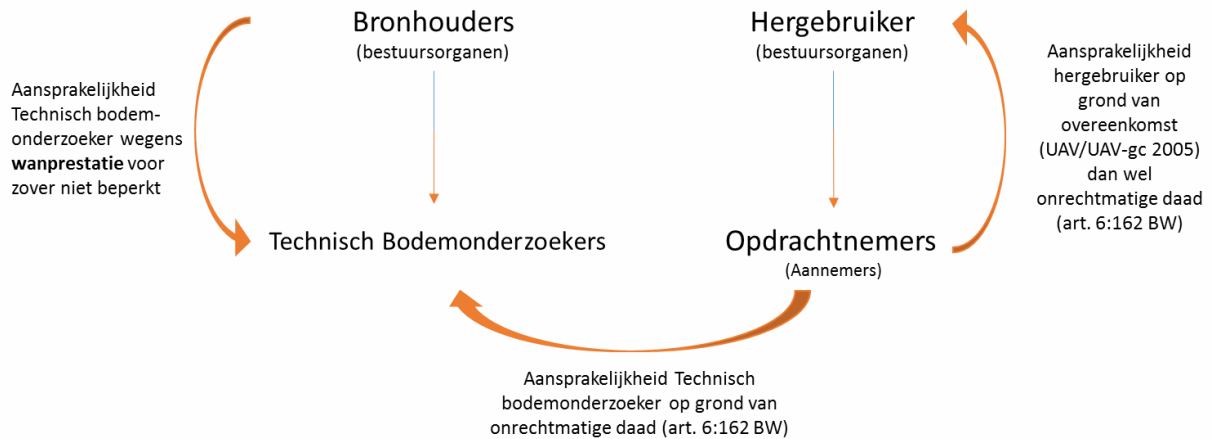 Bronhouders
(bestuursorganen)
Hergebruiker
(bestuursorganen)
Aansprakelijkheid
Technisch bodem-
onderzoeker wegens
wanprestatie voor
zover niet beperkt
Aansprakelijkheid
hergebruiker op
grond van
overeenkomst
(UAV/UAV-gc 2005)
dan wel
onrechtmatige daad
(art. 6:162 BW)
Technisch Bodemonderzoekers
Opdrachtnemers
(Aannemers)
Aansprakelijkheid Technisch
bodemonderzoeker op grond van
onrechtmatige daad (art. 6:162 BW)